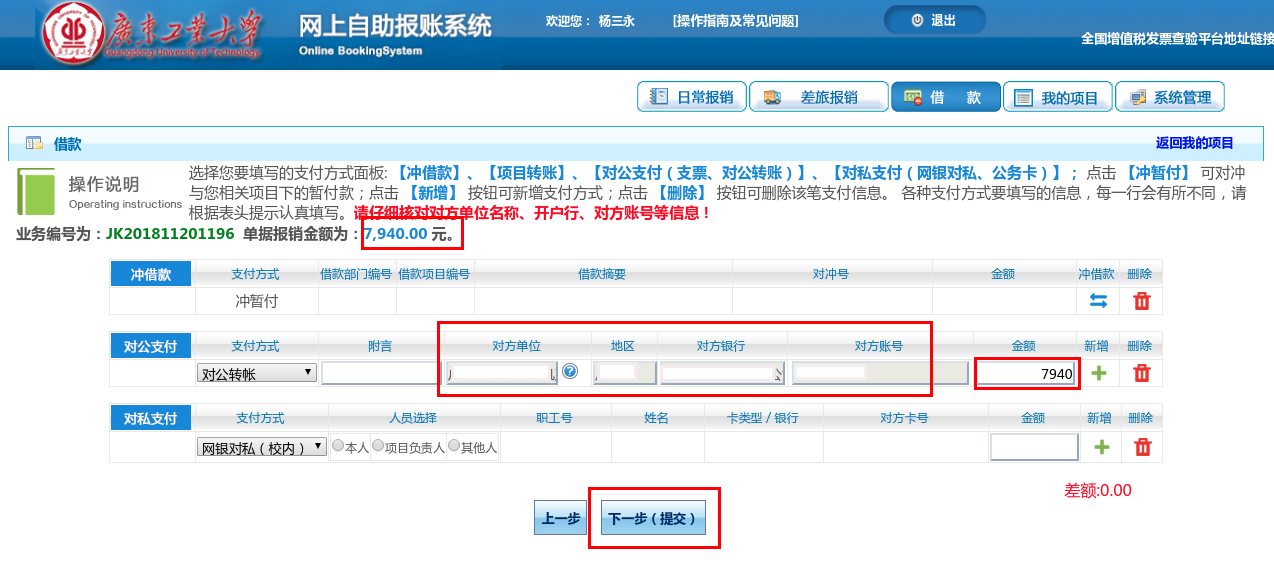 廣東工業大學
Guangdong University of Technology
网上自助报账系统
Online BookingSystem
欢迎您： 杨三永
[操作指南及常见问题]
退出
全国增值税发票查验平台地址链接
日常报销
差旅报销
借 款
我的项目
系统管理
借款
返回我的项目
操作说明
Operating instructions
选择您要填写的支付方式面板: 【冲借款】、【项目转账】、【对公支付（支票、对公转账）】、【对私支付（网银对私、公务卡）】； 点击 【冲暂付】 可对冲
与您相关项目下的暂付款；点击 【新增】 按钮可新增支付方式；点击 【删除】 按钮可删除该笔支付信息。 各种支付方式要填写的信息，每一行会有所不同，请
根据表头提示认真填写。请仔细核对对方单位名称、开户行、对方账号等信息！
业务编号为：JK201811201196 单据报销金额为：7,940.00 元。
冲借款 支付方式 借款部门编号 借款项目编号 借款摘要 对冲号 金额 冲借款 删除
冲暂付
对公支付 支付方式 附言 对方单位 地区 对方银行 对方账号 金额 新增 删除
对公转帐 7940
对私支付 支付方式 人员选择 职工号 姓名 卡类型 / 银行 对方卡号 金额 新增 删除
网银对私（校内） 本人 项目负责人 其他人
差额:0.00
上一步 下一步（提交）